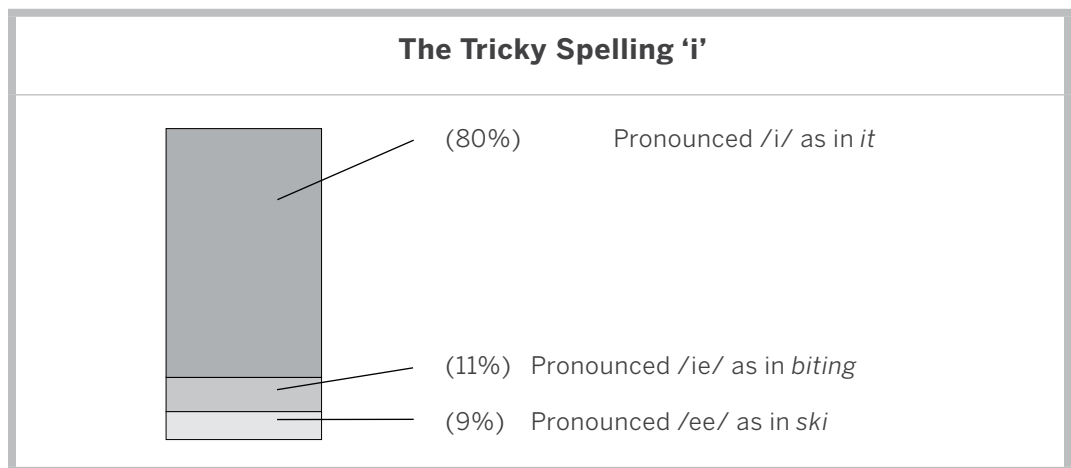 The Tricky Spelling ‘i’
(80%) Pronounced /i/ as in it
(11%) Pronounced /ie/ as in biting
(9%) Pronounced /ee/ as in ski